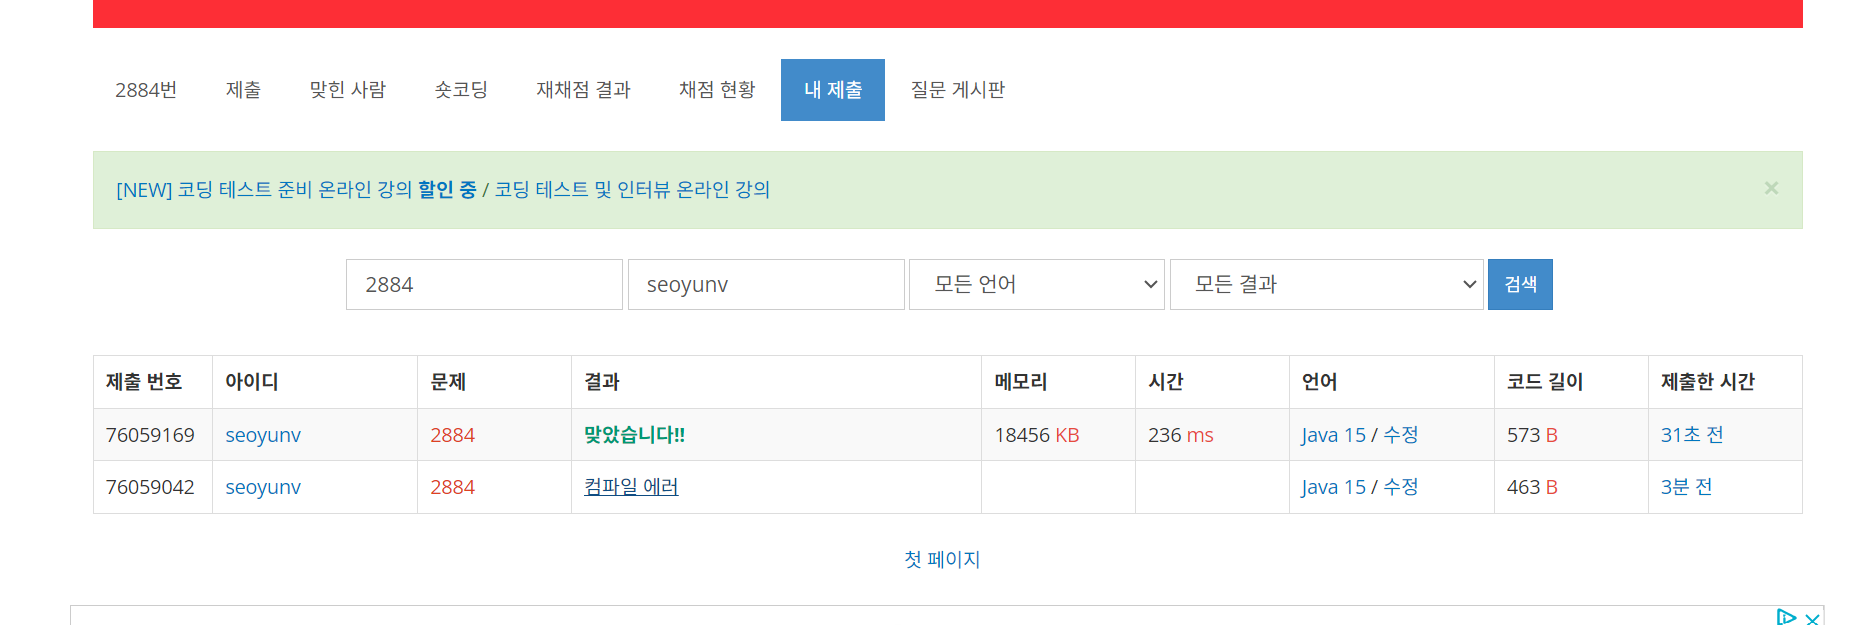 2884번 제출 맞힌 사람 숏코딩 재채점 결과 채점 현황 내 제출 질문 게시판
[NEW] 코딩 테스트 준비 온라인 강의 할인 중 / 코딩 테스트 및 인터뷰 온라인 강의 ×
2884 seoyunv 모든 언어 모든 결과 검색
제출 번호 아이디 문제 결과 메모리 시간 언어 코드 길이 제출한 시간
76059169 seoyunv 2884 맞았습니다!! 18456 KB 236 ms Java 15 / 수정 573 B 31초 전
76059042 seoyunv 2884 컴파일 에러 Java 15 / 수정 463 B 3분 전
첫 페이지